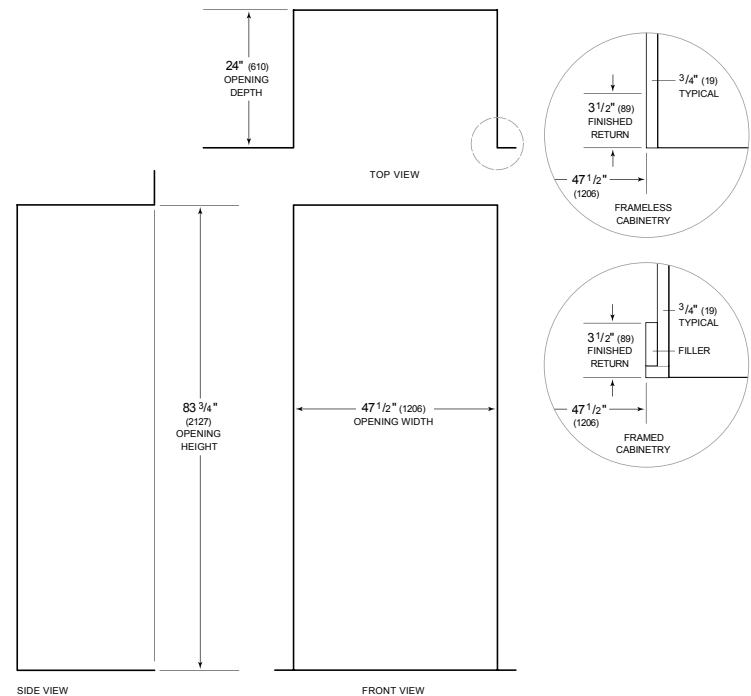 24" (610)
OPENING
DEPTH
TOP VIEW
3/4" (19)
TYPICAL
3 1/2" (89)
FINISHED
RETURN
47 1/2"
(1206)
FRAMELESS
CABINETRY
3/4" (19)
TYPICAL
3 1/2" (89)
FINISHED
RETURN
FILLER
47 1/2"
(1206)
FRAMED
CABINETRY
83 3/4"
(2127)
OPENING
HEIGHT
47 1/2" (1206)
OPENING WIDTH
SIDE VIEW
FRONT VIEW